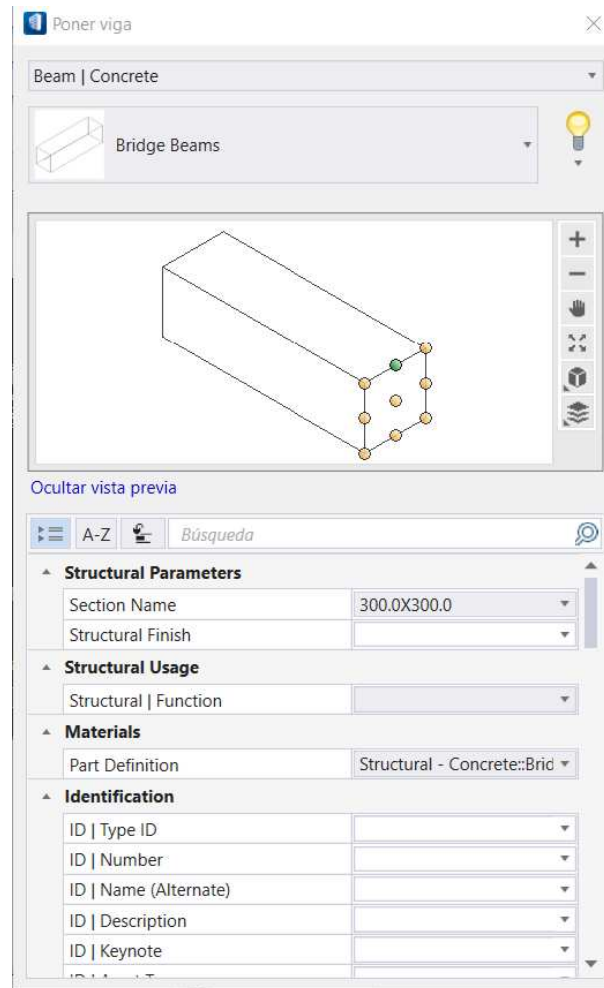 Poner viga
Beam | Concrete
Bridge Beams
Ocultar vista previa
A-Z Búsqueda
Structural Parameters
Section Name 300.0X300.0
Structural Finish
Structural Usage
Structural | Function
Materials
Part Definition Structural - Concrete::Brid
Identification
ID | Type ID
ID | Number
ID | Name (Alternate)
ID | Description
ID | Keynote